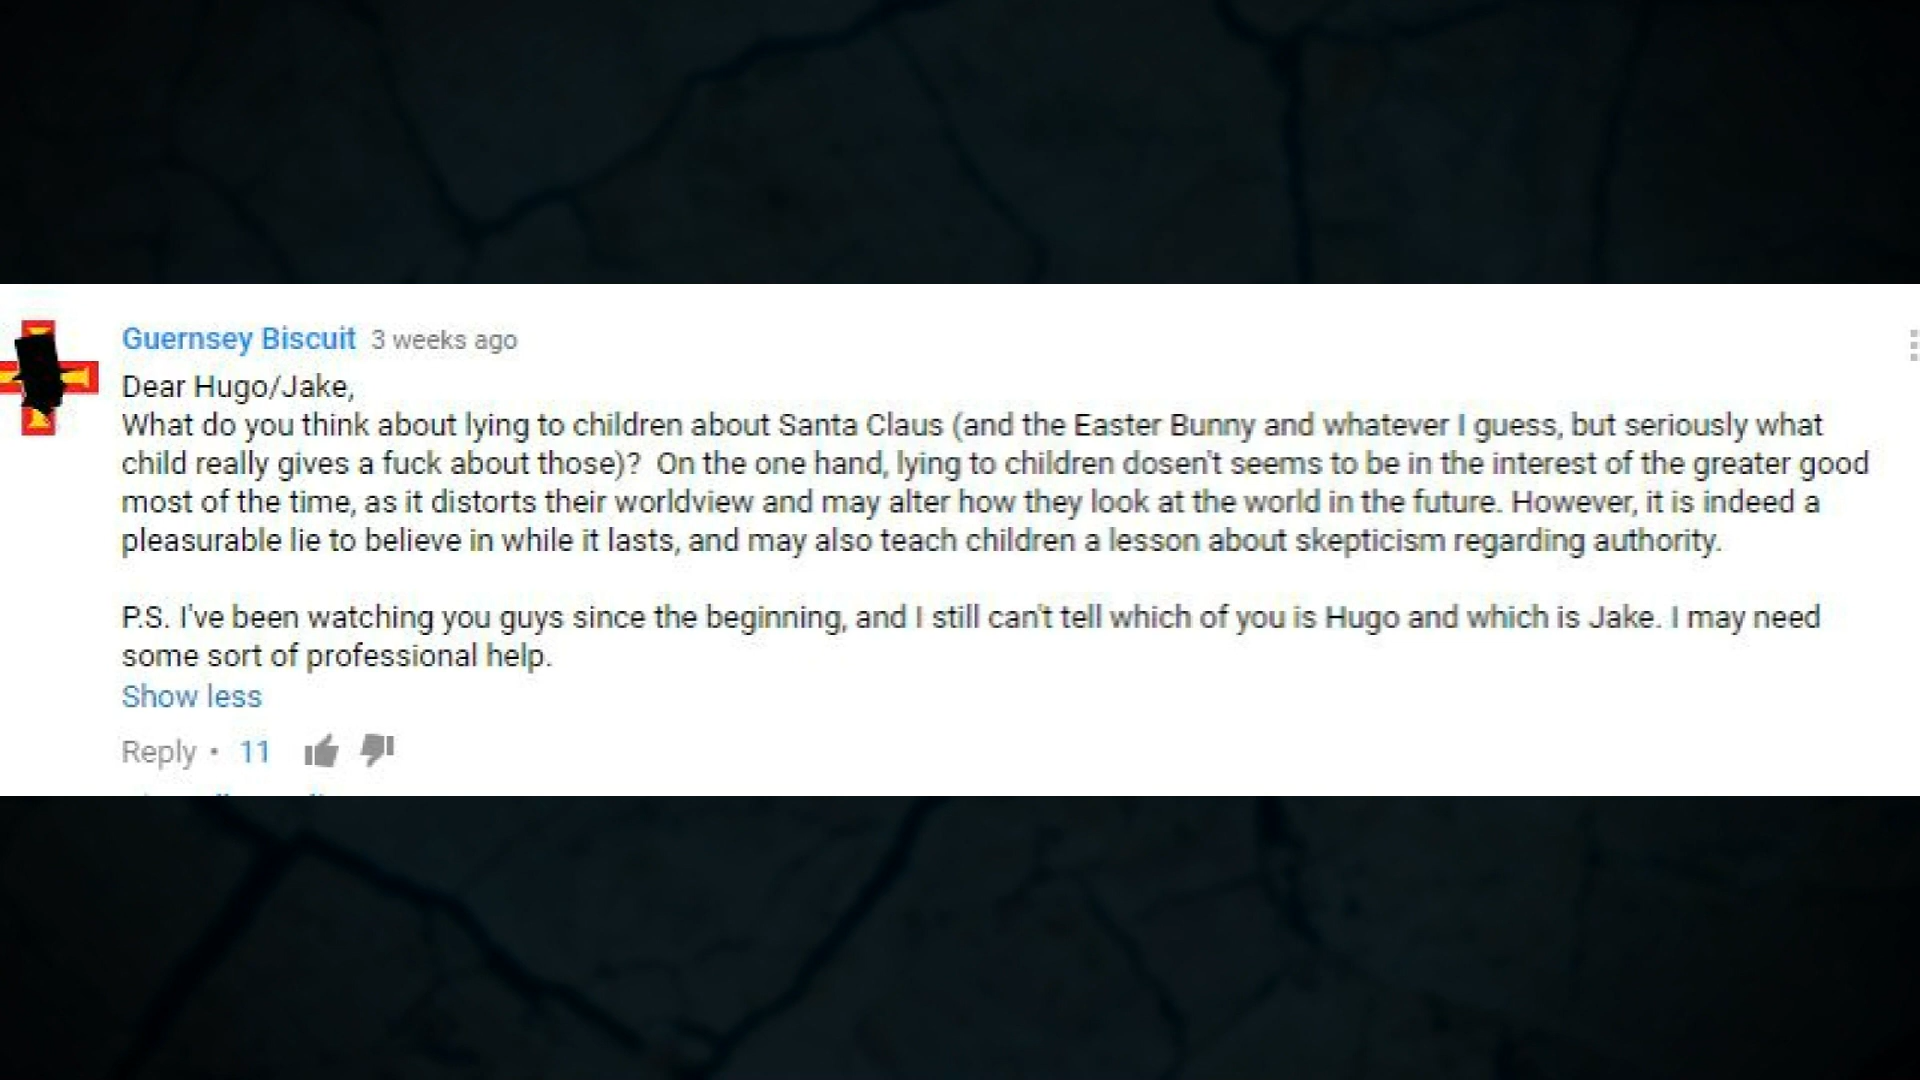 Guernsey Biscuit 3 weeks ago
Dear Hugo/Jake,
What do you think about lying to children about Santa Claus (and the Easter Bunny and whatever I guess, but seriously what
child really gives a fuck about those)?  On the one hand, lying to children dosen't seems to be in the interest of the greater good
most of the time, as it distorts their worldview and may alter how they look at the world in the future. However, it is indeed a
pleasurable lie to believe in while it lasts, and may also teach children a lesson about skepticism regarding authority.
P.S. I've been watching you guys since the beginning, and I still can't tell which of you is Hugo and which is Jake. I may need
some sort of professional help.
Show less
Reply • 11